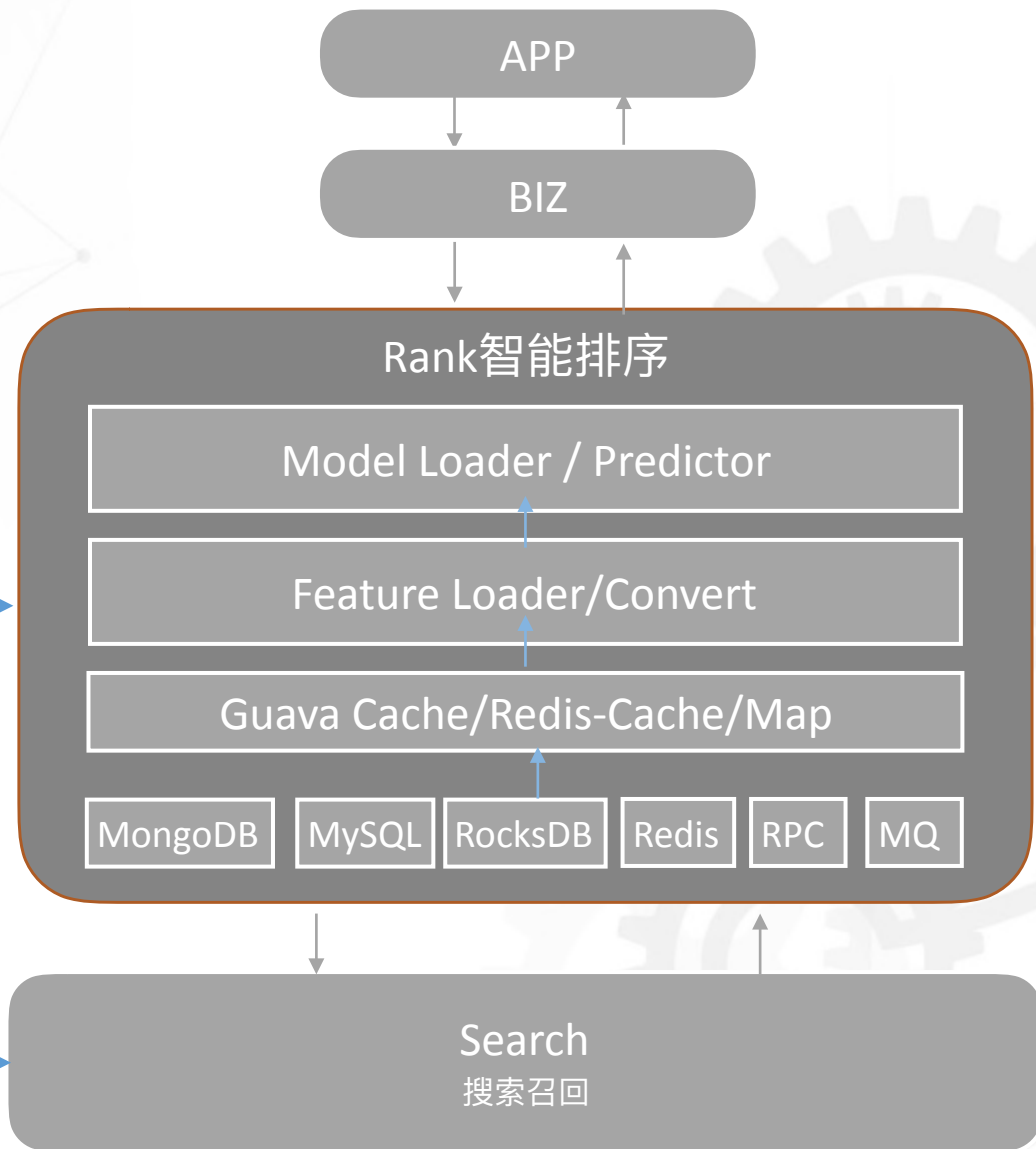 APP
BIZ
Rank智能排序
Model Loader / Predictor
Feature Loader/Convert
Guava Cache/Redis-Cache/Map
MongoDB
MySQL
RocksDB
Redis
RPC
MQ
Search
搜索召回